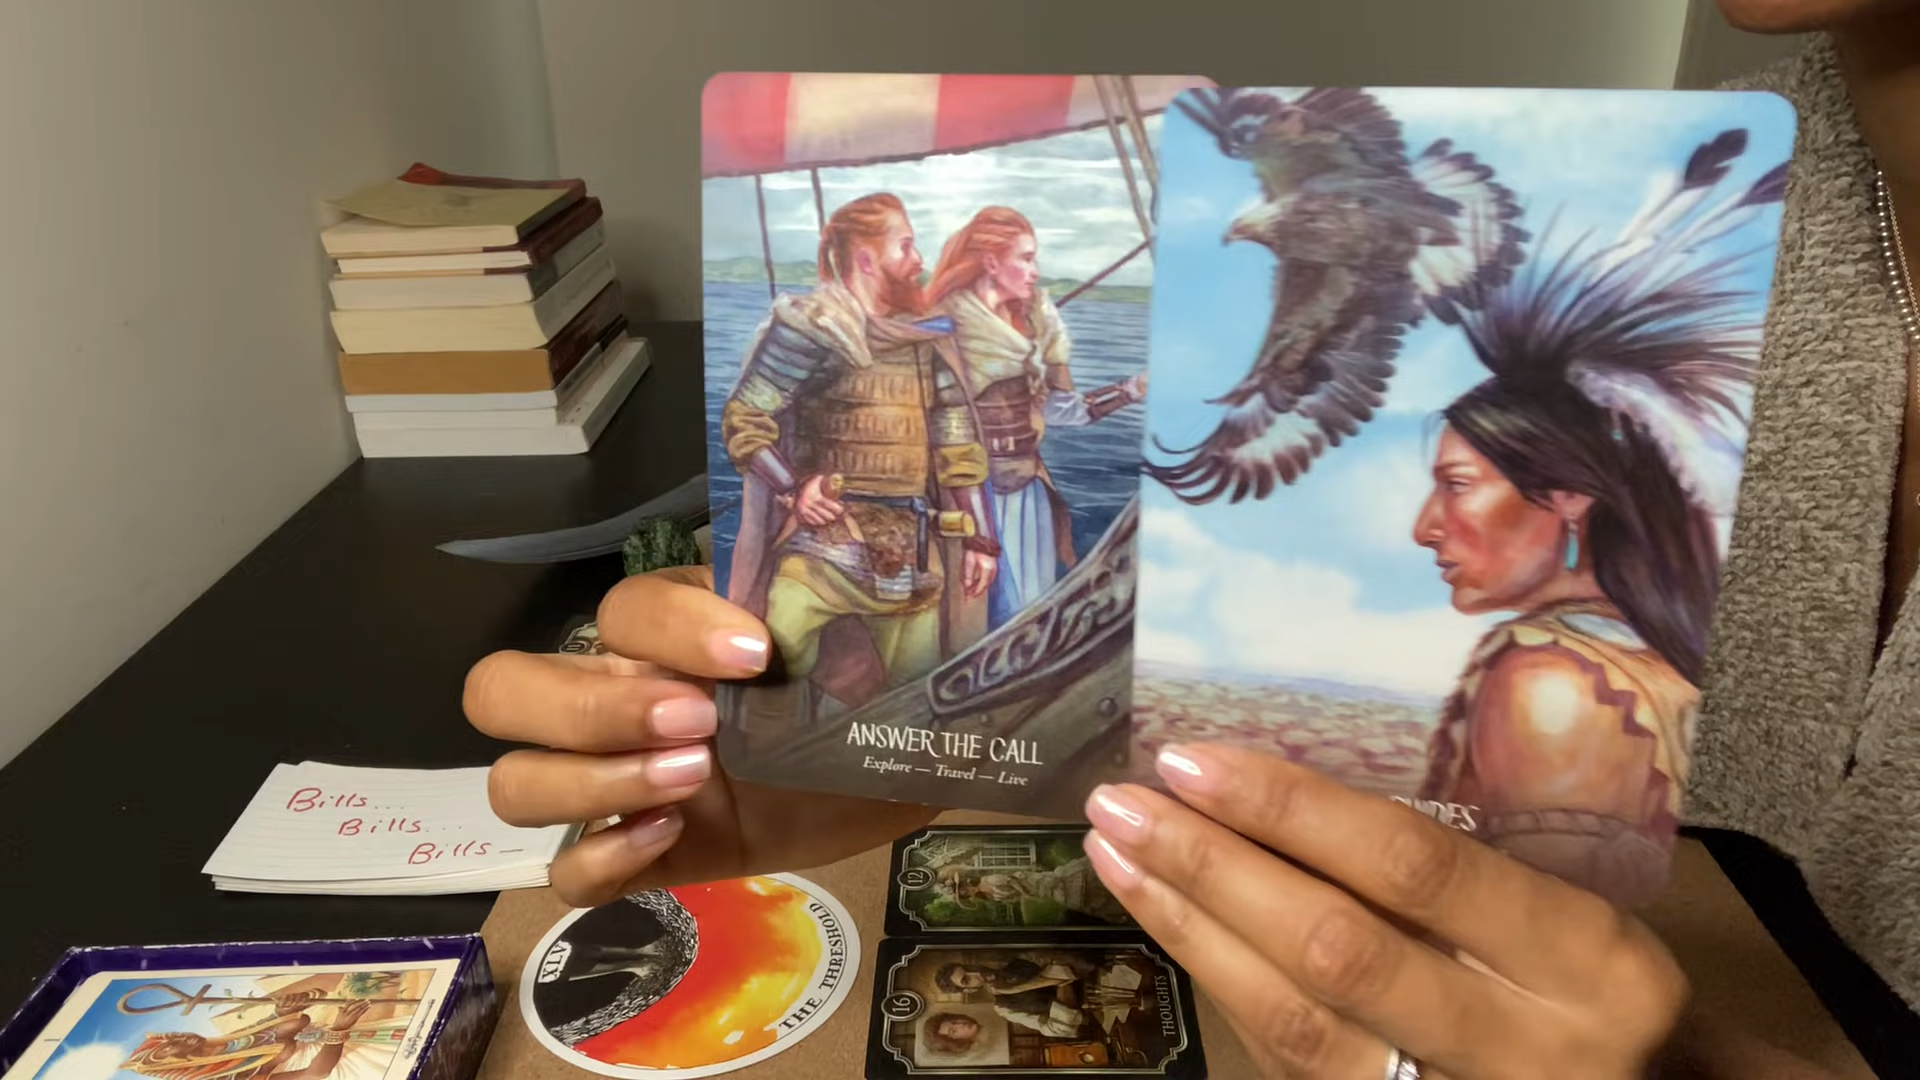 ANSWER THE CALL
Explore — Travel — Live
Bills...
Bills...
Bills—
XLV
THE THRESHOLD
12
16
THOUGHTS